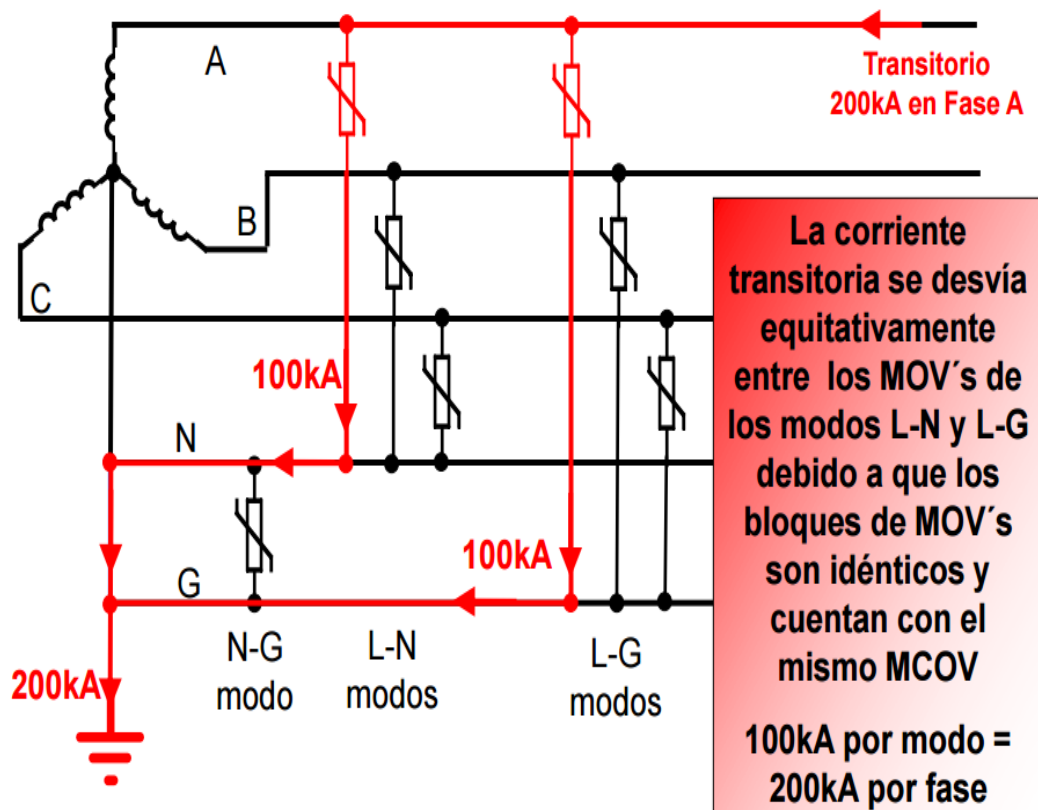 A
Transitorio
200kA en Fase A
B
C
La corriente
transitoria se desvía
equitativamente
entre los MOV´s de
los modos L-N y L-G
debido a que los
bloques de MOV´s
son idénticos y
cuentan con el
mismo MCOV
100kA por modo =
200kA por fase
100kA
N
100kA
G
N-G
modo
L-N
modos
L-G
modos
200kA